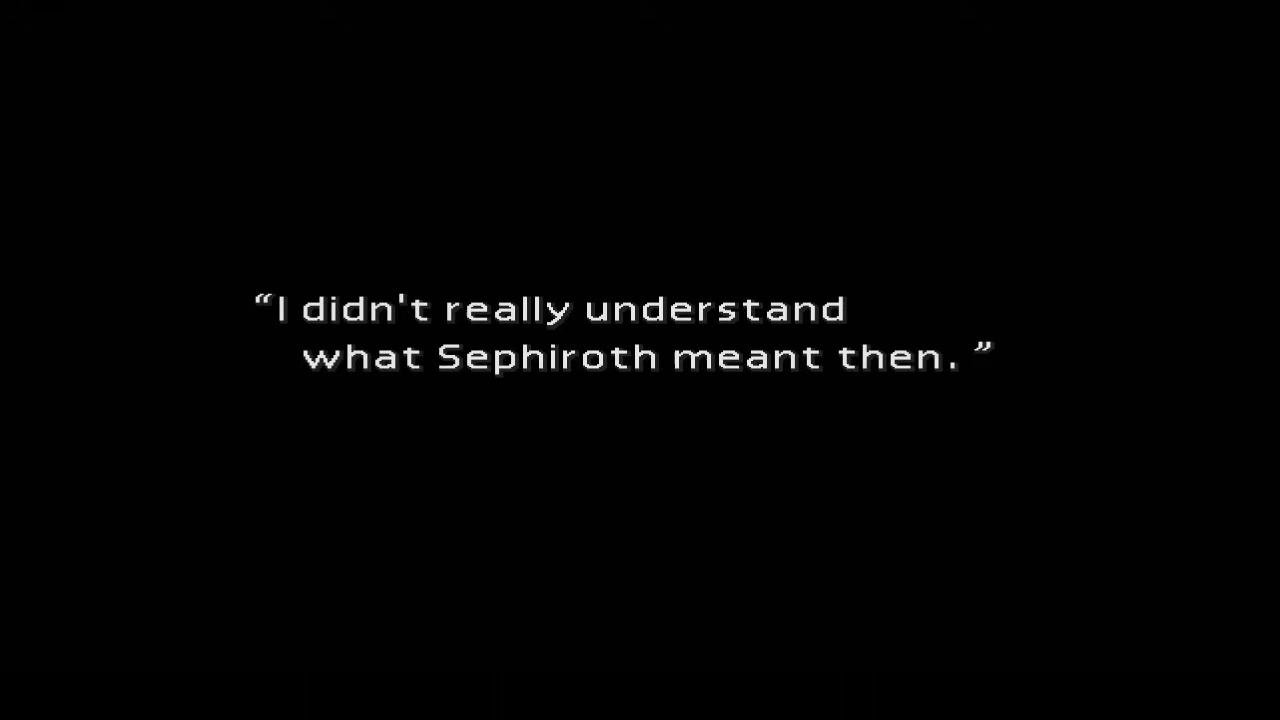 “I didn't really understand
what Sephiroth meant then. ”